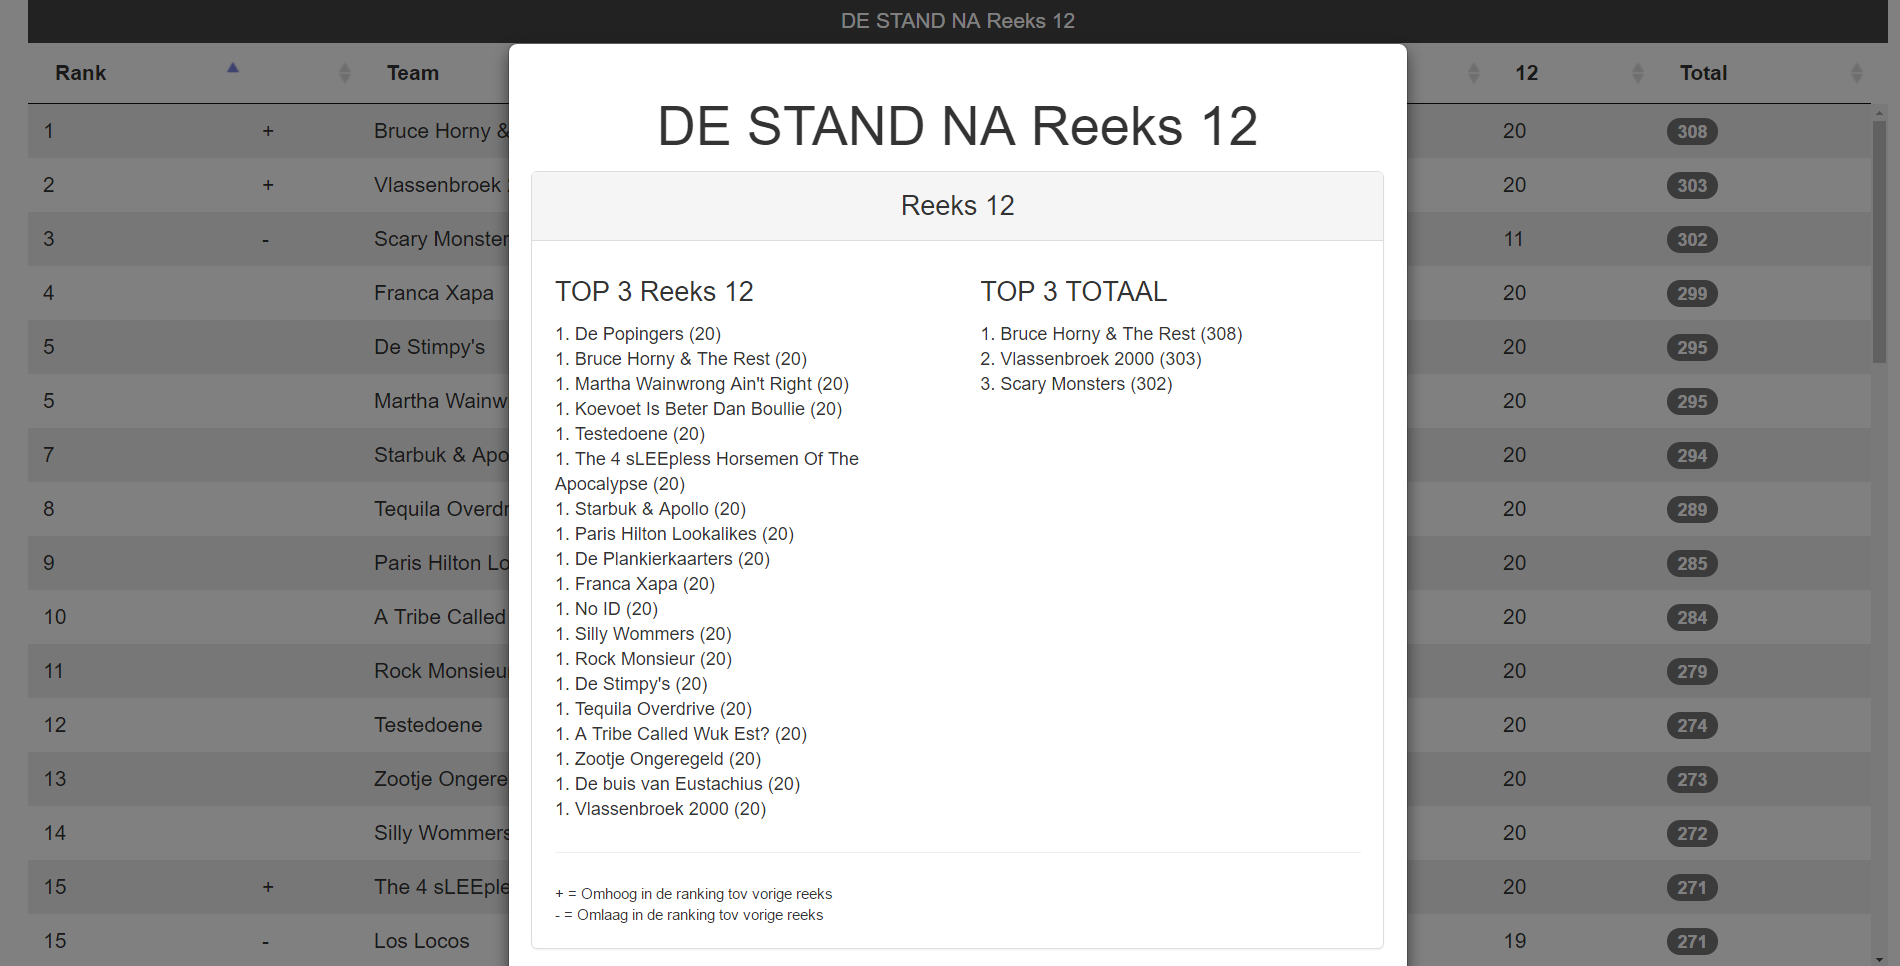 DE STAND NA Reeks 12
Rank Team 12 Total
1 + Bruce Horny & 20 308
2 + Vlassenbroek 20 303
3 - Scary Monster 11 302
4 Franca Xapa 20 299
5 De Stimpy's 20 295
5 Martha Wainw 20 295
7 Starbuk & Apo 20 294
8 Tequila Overdr 20 289
9 Paris Hilton Lo 20 285
10 A Tribe Called 20 284
11 Rock Monsieu 20 279
12 Testedoene 20 274
13 Zootje Ongere 20 273
14 Silly Wommers 20 272
15 + The 4 sLEEple 20 271
15 - Los Locos 19 271
DE STAND NA Reeks 12
Reeks 12
TOP 3 Reeks 12
1. De Popingers (20)
1. Bruce Horny & The Rest (20)
1. Martha Wainwrong Ain't Right (20)
1. Koevoet Is Beter Dan Boullie (20)
1. Testedoene (20)
1. The 4 sLEEpless Horsemen Of The
Apocalypse (20)
1. Starbuk & Apollo (20)
1. Paris Hilton Lookalikes (20)
1. De Plankierkaarters (20)
1. Franca Xapa (20)
1. No ID (20)
1. Silly Wommers (20)
1. Rock Monsieur (20)
1. De Stimpy's (20)
1. Tequila Overdrive (20)
1. A Tribe Called Wuk Est? (20)
1. Zootje Ongeregeld (20)
1. De buis van Eustachius (20)
1. Vlassenbroek 2000 (20)
TOP 3 TOTAAL
1. Bruce Horny & The Rest (308)
2. Vlassenbroek 2000 (303)
3. Scary Monsters (302)
+ = Omhoog in de ranking tov vorige reeks
- = Omlaag in de ranking tov vorige reeks